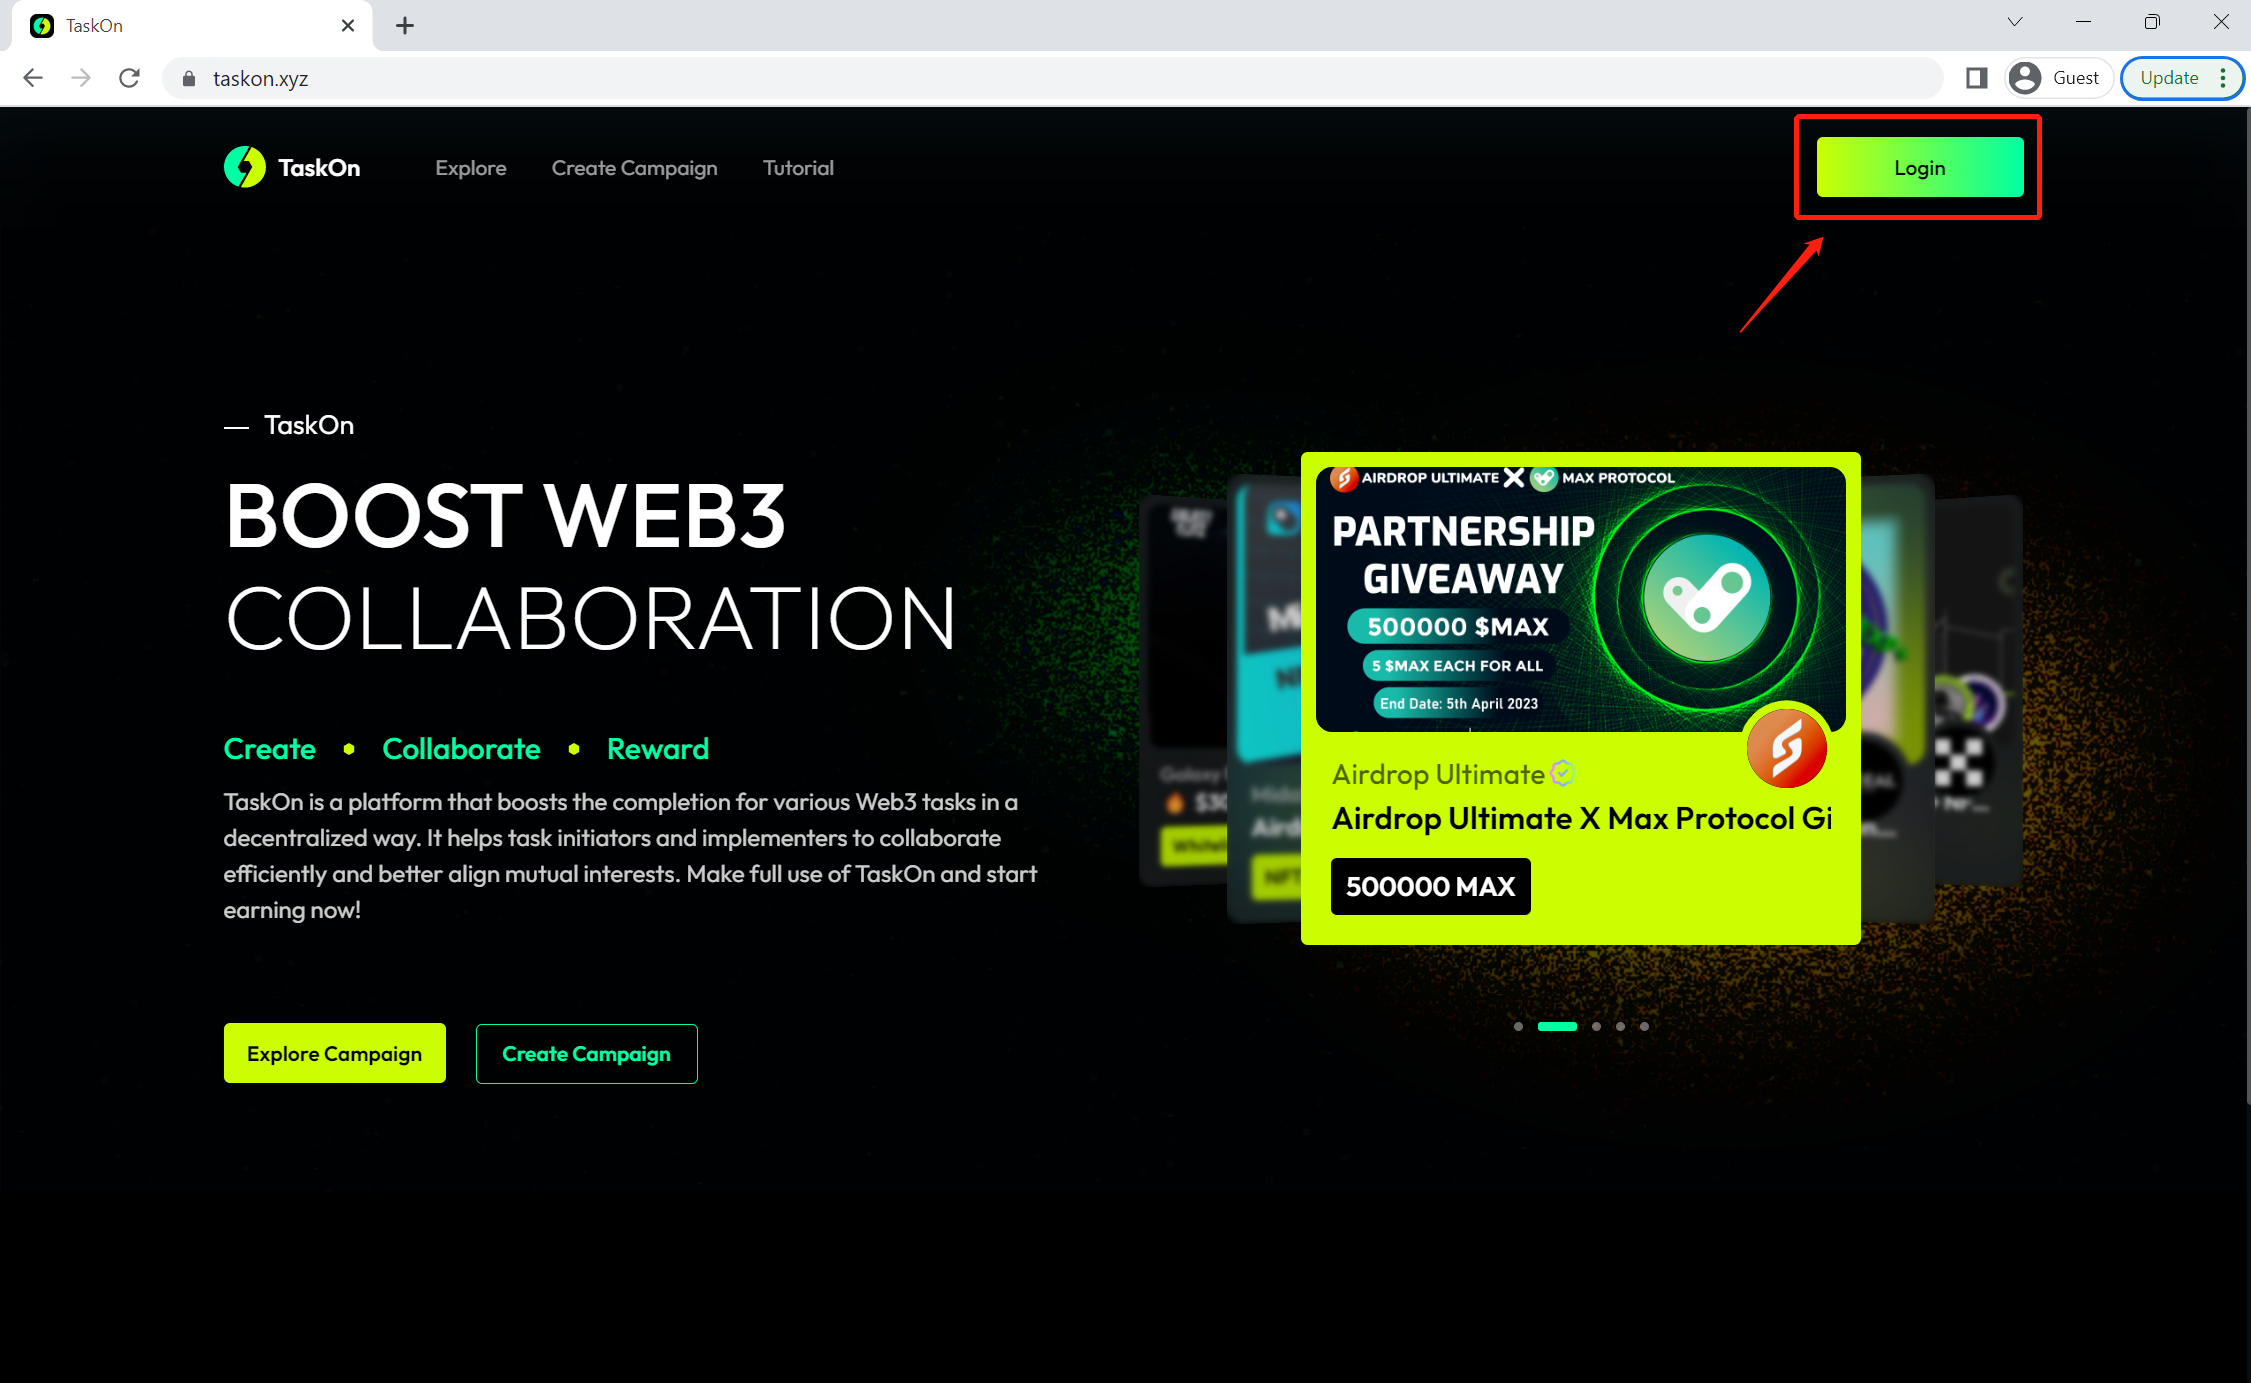 TaskOn
taskon.xyz
Guest
Update
TaskOn
Explore
Create Campaign
Tutorial
Login
TaskOn
BOOST WEB3
COLLABORATION
Create
Collaborate
Reward
TaskOn is a platform that boosts the completion for various Web3 tasks in a
decentralized way. It helps task initiators and implementers to collaborate
efficiently and better align mutual interests. Make full use of TaskOn and start
earning now!
Explore Campaign
Create Campaign
AIRDROP ULTIMATE X MAX PROTOCOL
PARTNERSHIP
GIVEAWAY
500000 $MAX
5 $MAX EACH FOR ALL
End Date: 5th April 2023
Airdrop Ultimate
Airdrop Ultimate X Max Protocol Gi
500000 MAX
Galaxy
$30